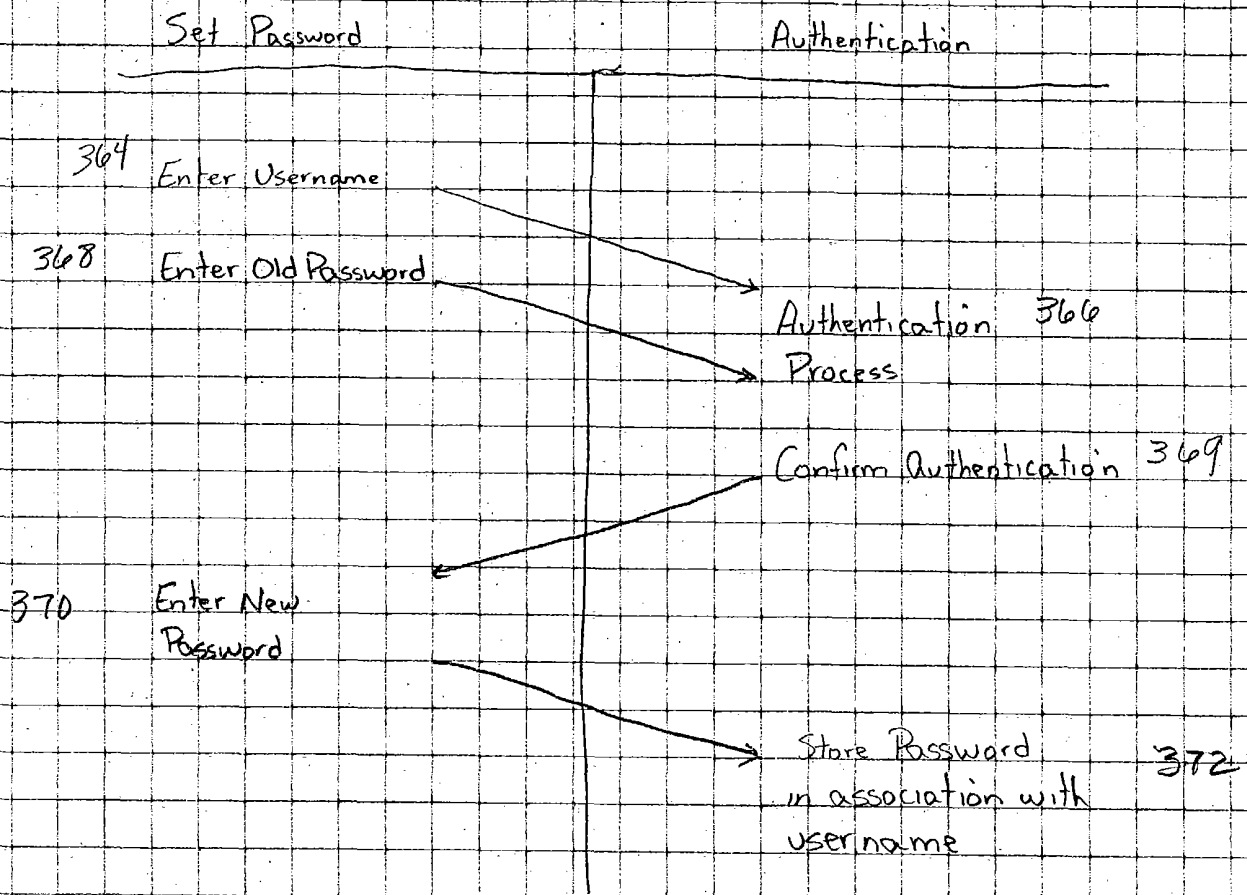 Set Password
Authentication
364 Enter Username
368 Enter Old Password
Authentication 366
Process
Confirm Authentication 369
370 Enter New
Password
Store Password 372
in association with
username